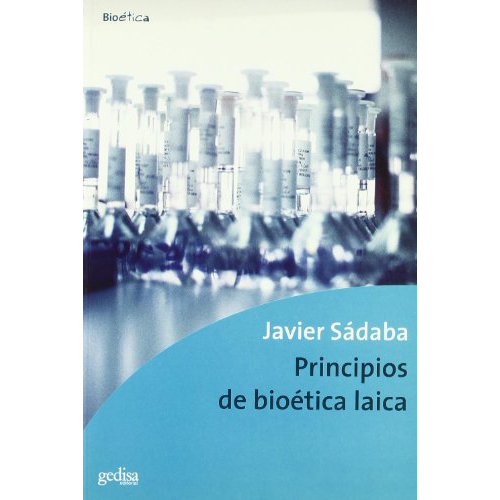 Bioética
Javier Sádaba
Principios
de bioética laica
gedisa
editorial